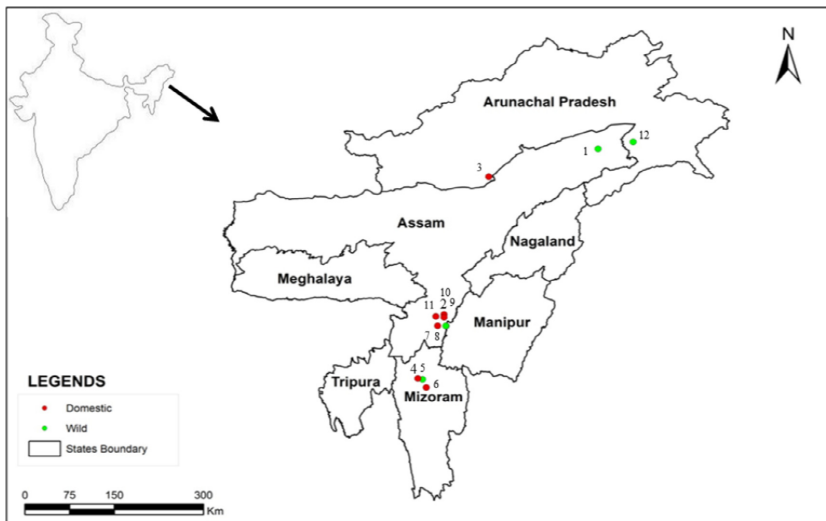 N
Arunachal Pradesh
12
1
3
Assam
Nagaland
Meghalaya
10
11 2 9
Manipur
7 8
4 5
Tripura
6
Mizoram
LEGENDS
Domestic
Wild
States Boundary
0 75 150 300
Km